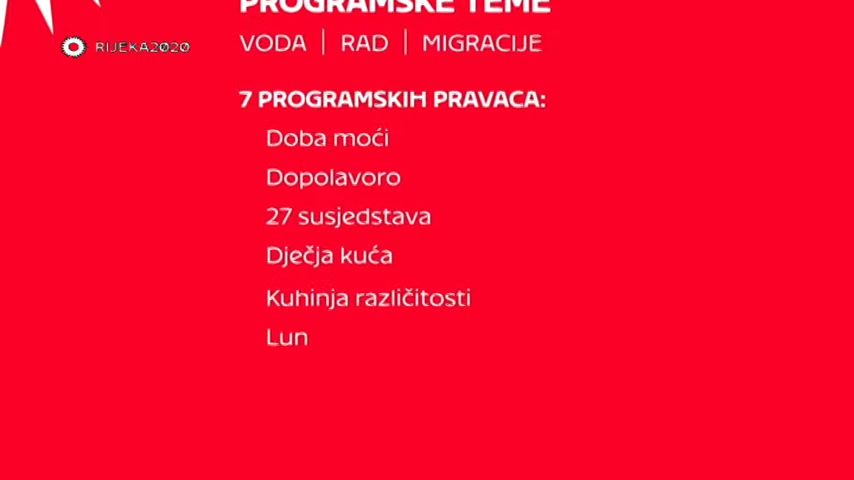 PROGRAMSKE TEME
RIJEKA2020
VODA | RAD | MIGRACIJE
7 PROGRAMSKIH PRAVACA:
Doba moći
Dopolavoro
27 susjedstava
Dječja kuća
Kuhinja različitosti
Lun